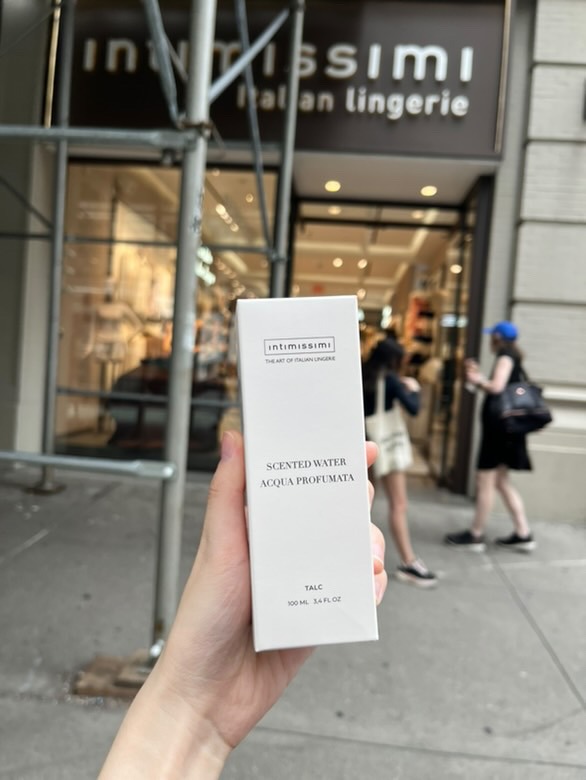 intimissimi
italian lingerie
intimissimi
THE ART OF ITALIAN LINGERIE
SCENTED WATER
ACQUA PROFUMATA
TALC
100 ML 3,4 FL OZ